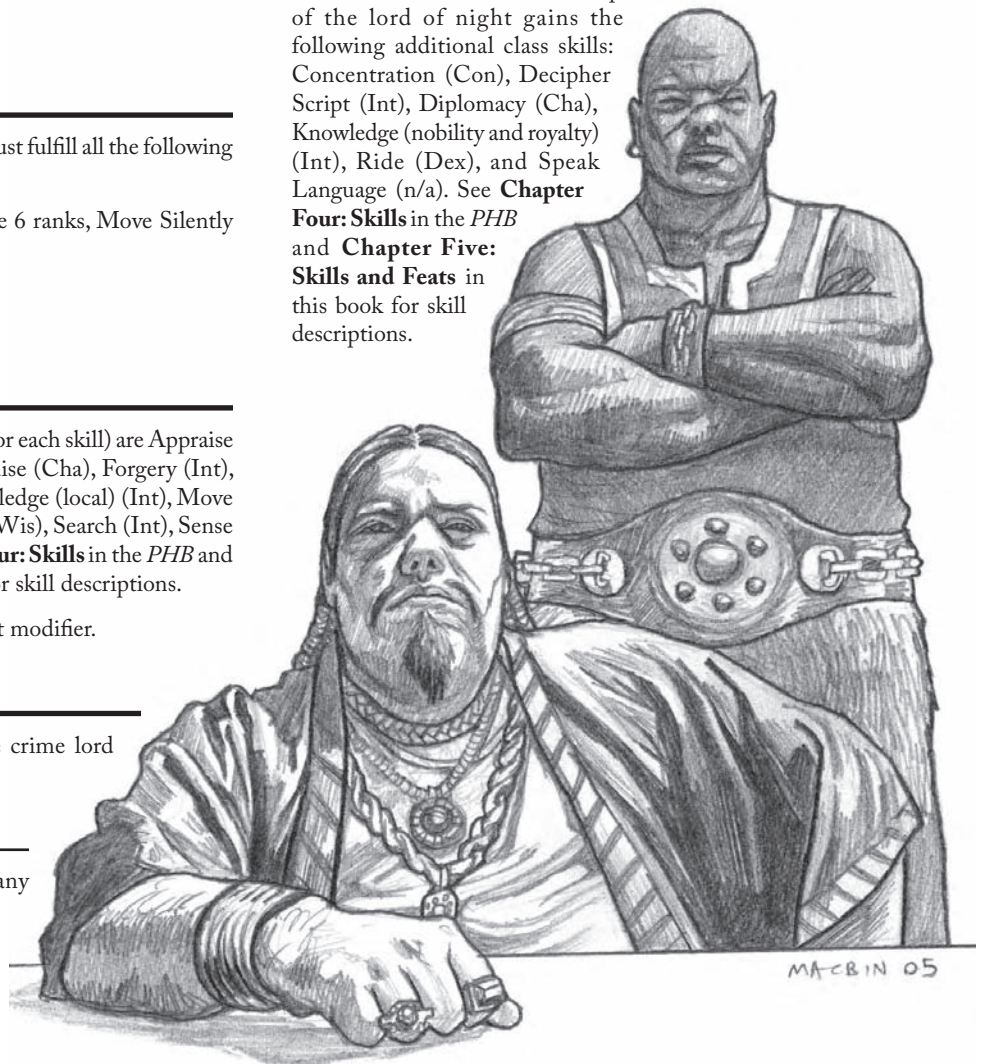 ust fulfill all the following
e 6 ranks, Move Silently
or each skill) are Appraise
ise (Cha), Forgery (Int),
ledge (local) (Int), Move
Wis), Search (Int), Sense
ur: Skills in the PHB and
or skill descriptions.
t modifier.
crime lord
any
of the lord of night gains the
following additional class skills:
Concentration (Con), Decipher
Script (Int), Diplomacy (Cha),
Knowledge (nobility and royalty)
(Int), Ride (Dex), and Speak
Language (n/a). See Chapter
Four: Skills in the PHB
and Chapter Five:
Skills and Feats in
this book for skill
descriptions.
MACBIN 05